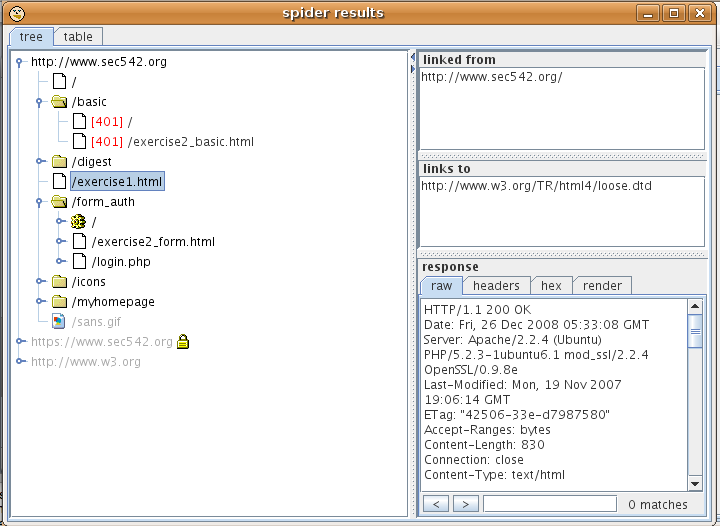 spider results
tree
table
http://www.sec542.org
/
/basic
[401] /
[401] /exercise2_basic.html
/digest
/exercise1.html
/form_auth
/
/exercise2_form.html
/login.php
/icons
/myhomepage
/sans.gif
https://www.sec542.org
http://www.w3.org
linked from
http://www.sec542.org/
links to
http://www.w3.org/TR/html4/loose.dtd
response
raw
headers
hex
render
HTTP/1.1 200 OK
Date: Fri, 26 Dec 2008 05:33:08 GMT
Server: Apache/2.2.4 (Ubuntu)
PHP/5.2.3-1ubuntu6.1 mod_ssl/2.2.4
OpenSSL/0.9.8e
Last-Modified: Mon, 19 Nov 2007
19:06:14 GMT
ETag: "42506-33e-d7987580"
Accept-Ranges: bytes
Content-Length: 830
Connection: close
Content-Type: text/html
< > 0 matches